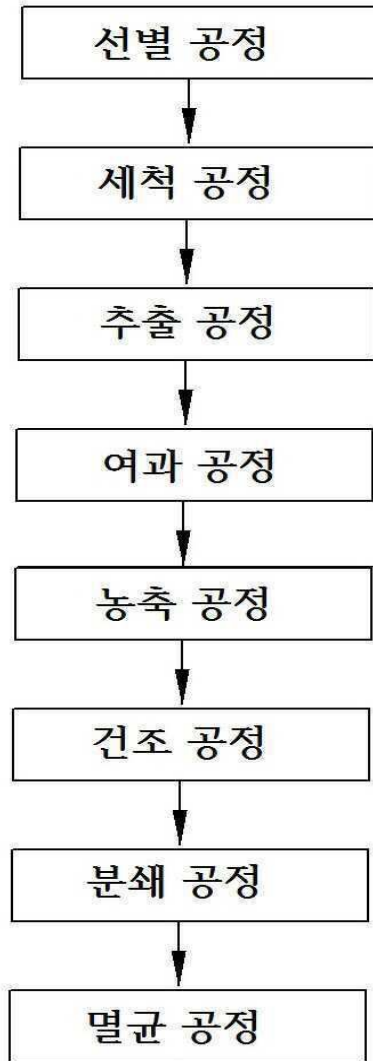 선별 공정
세척 공정
추출 공정
여과 공정
농축 공정
건조 공정
분쇄 공정
멸균 공정